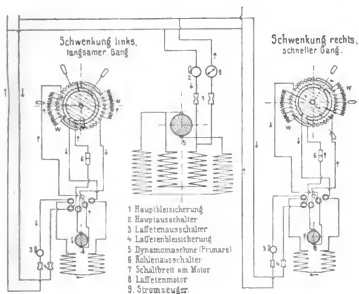 Schwenkung links,
langsamer Gang
Schwenkung rechts,
schneller Gang.
1 Hauptbleisicherung
2 Hauptausschalter
3 Laffetenausschalter
4 Laffetenbleisicherung
5 Dynamomaschine (Primäre)
6 Kohlenausschalter
7 Schaltbrett am Motor
8 Laffetenmotor
9. Stromzeuger.